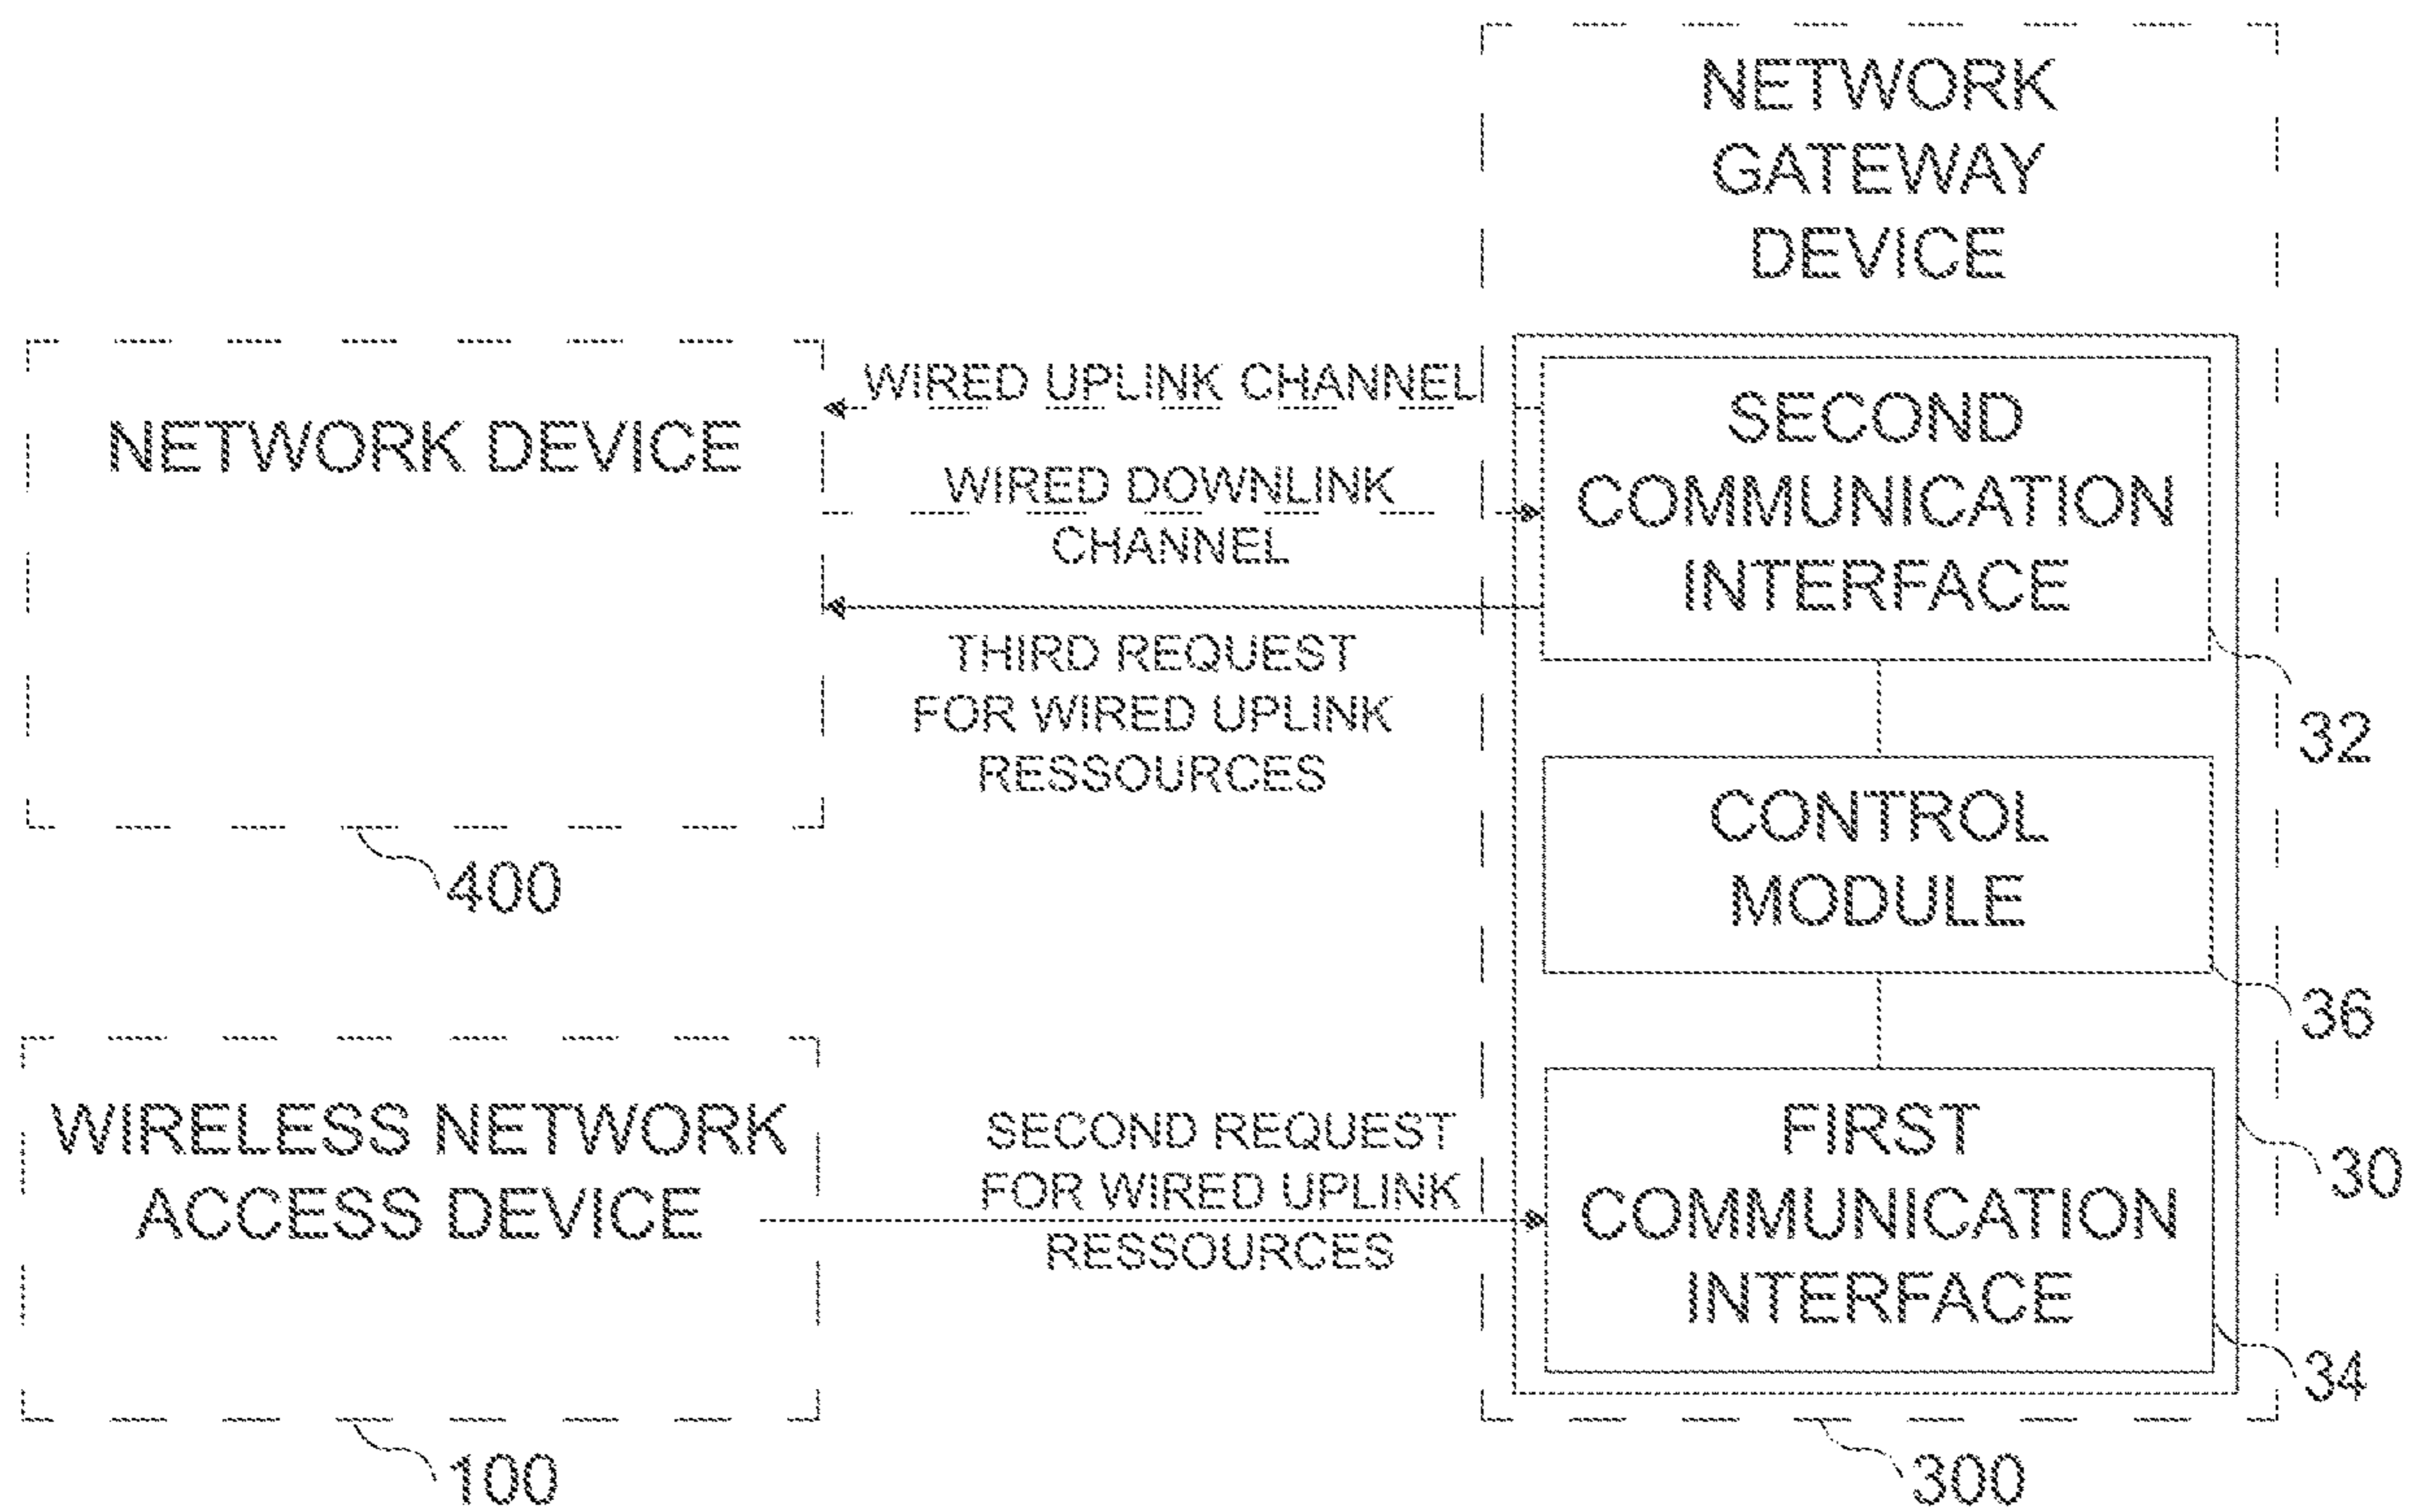 NETWORK
GATEWAY
DEVICE
NETWORK DEVICE
WIRED UPLINK CHANNEL
WIRED DOWNLINK
CHANNEL
THIRD REQUEST
FOR WIRED UPLINK
RESSOURCES
SECOND
COMMUNICATION
INTERFACE
32
CONTROL
MODULE
36
400
WIRELESS NETWORK
ACCESS DEVICE
SECOND REQUEST
FOR WIRED UPLINK
RESSOURCES
FIRST
COMMUNICATION
INTERFACE
30
34
100
300